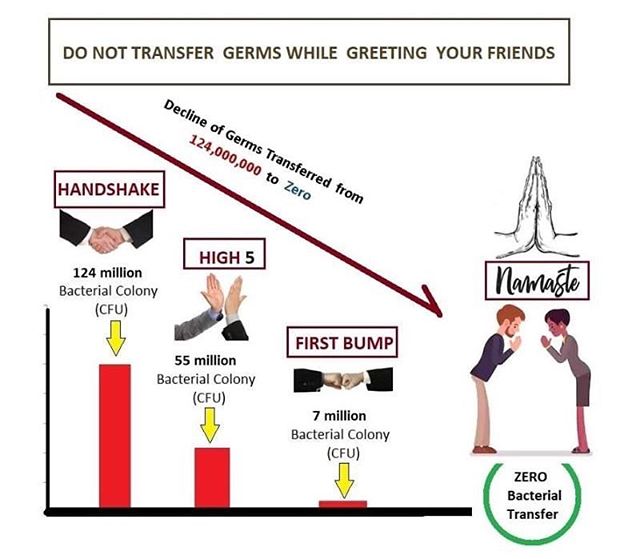 DO NOT TRANSFER GERMS WHILE GREETING YOUR FRIENDS
Decline of Germs Transferred from
124,000,000 to Zero
HANDSHAKE
124 million
Bacterial Colony
(CFU)
HIGH 5
55 million
Bacterial Colony
(CFU)
FIRST BUMP
7 million
Bacterial Colony
(CFU)
Namaste
ZERO
Bacterial
Transfer